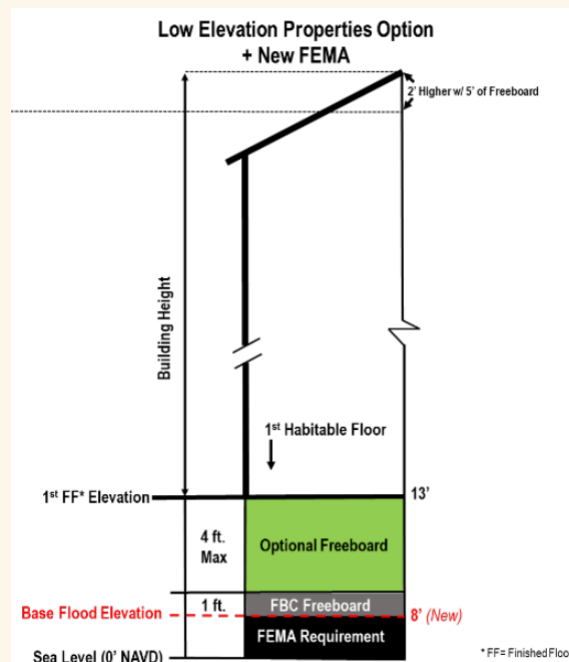 Low Elevation Properties Option
+ New FEMA
2' Higher w/ 5' of Freeboard
Building Height
1st Habitable Floor
1st FF* Elevation
13'
4 ft.
Max
Optional Freeboard
1 ft.
FBC Freeboard
Base Flood Elevation
8' (New)
FEMA Requirement
Sea Level (0' NAVD)
* FF= Finished Floo